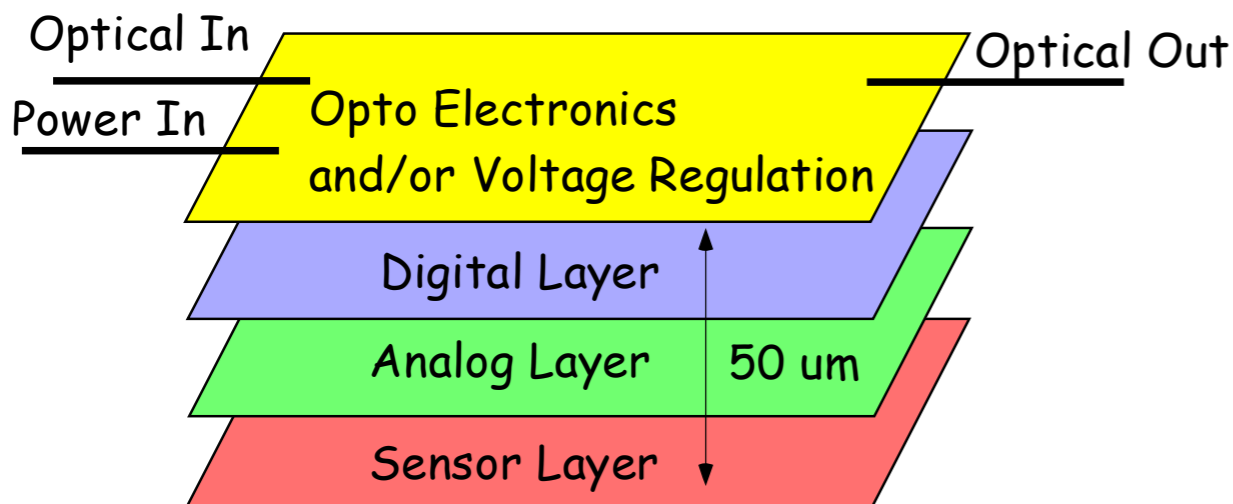 Optical In
Optical Out
Power In
Opto Electronics
and/or Voltage Regulation
Digital Layer
Analog Layer
50 um
Sensor Layer